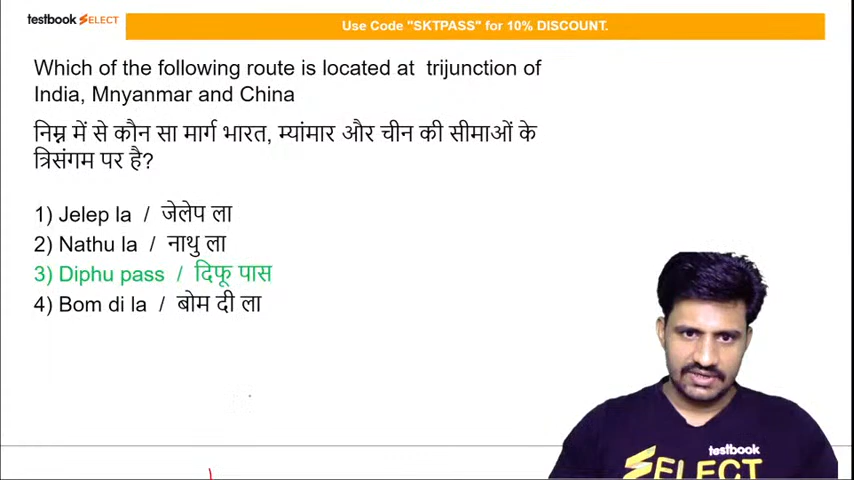 testbook SELECT
Use Code "SKTPASS" for 10% DISCOUNT.
Which of the following route is located at trijunction of
India, Mnyanmar and China
निम्न में से कौन सा मार्ग भारत, म्यांमार और चीन की सीमाओं के
त्रिसंगम पर है?
1) Jelep la / जेलेप ला
2) Nathu la / नाथु ला
3) Diphu pass / दिफू पास
4) Bom di la / बोम दी ला
testbook
SELECT